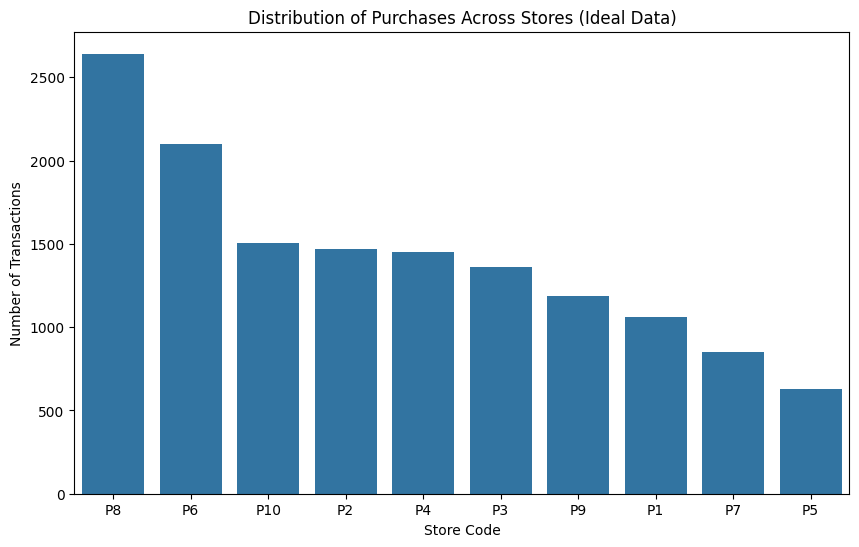 Distribution of Purchases Across Stores (Ideal Data)
Number of Transactions
2500
2000
1500
1000
500
0
P8 P6 P10 P2 P4 P3 P9 P1 P7 P5
Store Code